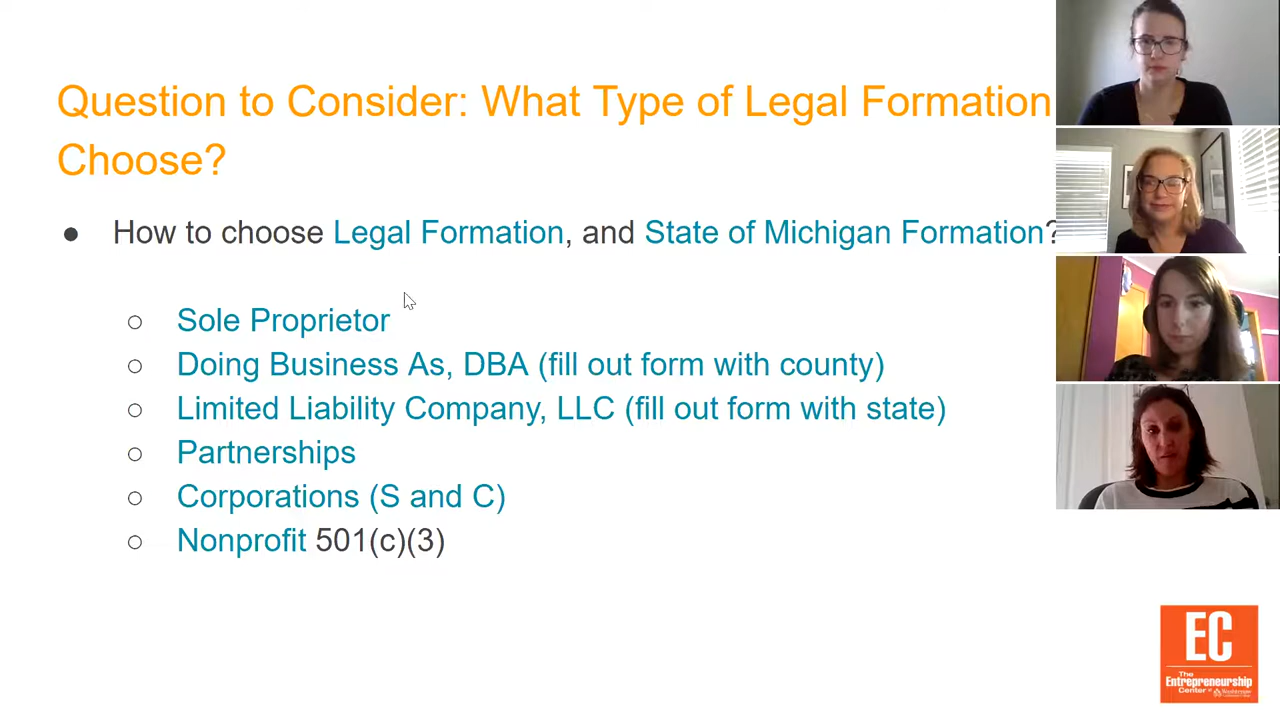 Question to Consider: What Type of Legal Formation
Choose?
● How to choose Legal Formation, and State of Michigan Formation?
○ Sole Proprietor
○ Doing Business As, DBA (fill out form with county)
○ Limited Liability Company, LLC (fill out form with state)
○ Partnerships
○ Corporations (S and C)
○ Nonprofit 501(c)(3)
EC
The
Entrepreneurship
Center at Washtenaw